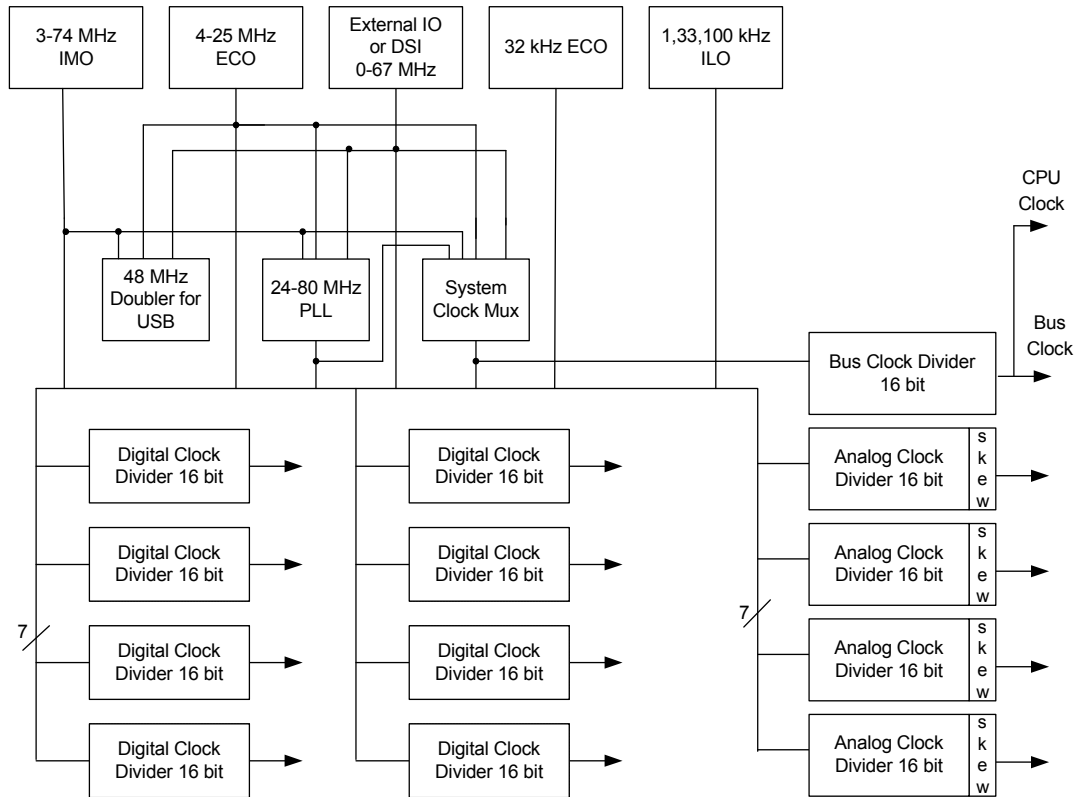 3-74 MHz
IMO
4-25 MHz
ECO
External IO
or DSI
0-67 MHz
32 kHz ECO
1,33,100 kHz
ILO
CPU
Clock
48 MHz
Doubler for
USB
24-80 MHz
PLL
System
Clock Mux
Bus
Clock
Bus Clock Divider
16 bit
Digital Clock
Divider 16 bit
Digital Clock
Divider 16 bit
Analog Clock
Divider 16 bit
s
k
e
w
Digital Clock
Divider 16 bit
Digital Clock
Divider 16 bit
Analog Clock
Divider 16 bit
s
k
e
w
7
7
Digital Clock
Divider 16 bit
Digital Clock
Divider 16 bit
Analog Clock
Divider 16 bit
s
k
e
w
Digital Clock
Divider 16 bit
Digital Clock
Divider 16 bit
Analog Clock
Divider 16 bit
s
k
e
w